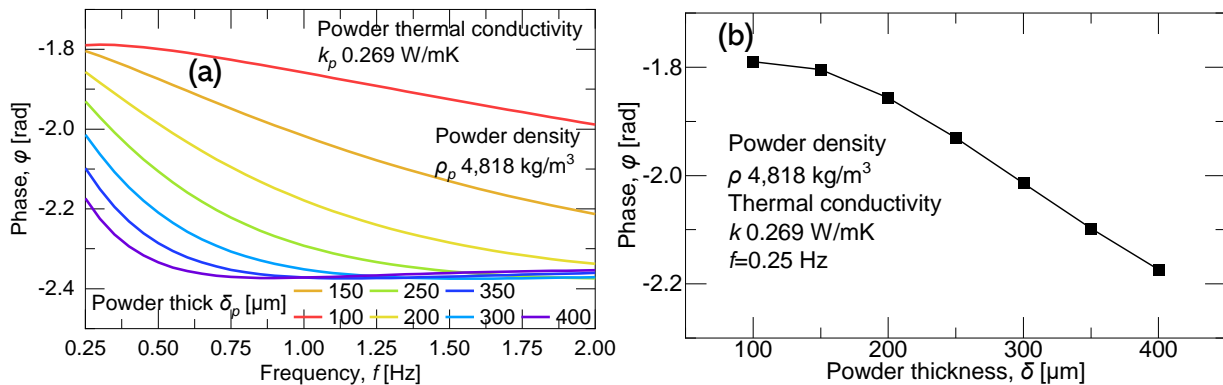 (a)
Powder thermal conductivity
kₚ 0.269 W/mK
Powder density
ρₚ 4,818 kg/m³
Phase, φ [rad]
-1.8
-2.0
-2.2
-2.4
Powder thick δₚ [µm]
150 250 350
100 200 300 400
0.25 0.50 0.75 1.00 1.25 1.50 1.75 2.00
Frequency, f [Hz]
(b)
Phase, φ [rad]
-1.8
-2.0
-2.2
Powder density
ρ 4,818 kg/m³
Thermal conductivity
k 0.269 W/mK
f=0.25 Hz
100 200 300 400
Powder thickness, δ [µm]